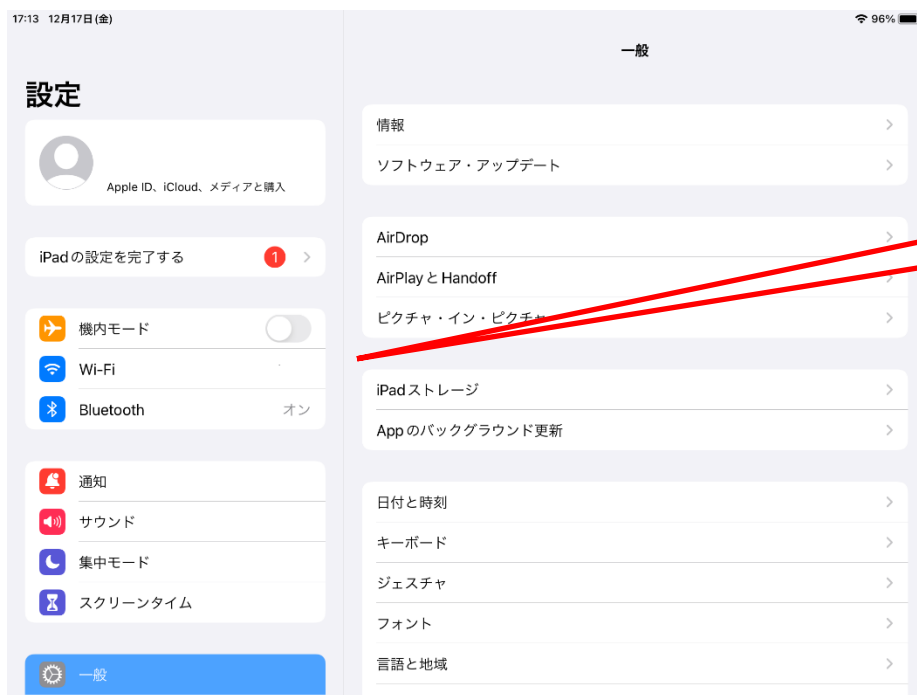 17:13 12月17日(金)
96%
設定
Apple ID、iCloud、メディアと購入
iPadの設定を完了する
1
機内モード
Wi-Fi
Bluetooth
オン
通知
サウンド
集中モード
スクリーンタイム
一般
一般
情報
ソフトウェア・アップデート
AirDrop
AirPlayとHandoff
ピクチャ・イン・ピクチャ
iPadストレージ
Appのバックグラウンド更新
日付と時刻
キーボード
ジェスチャ
フォント
言語と地域